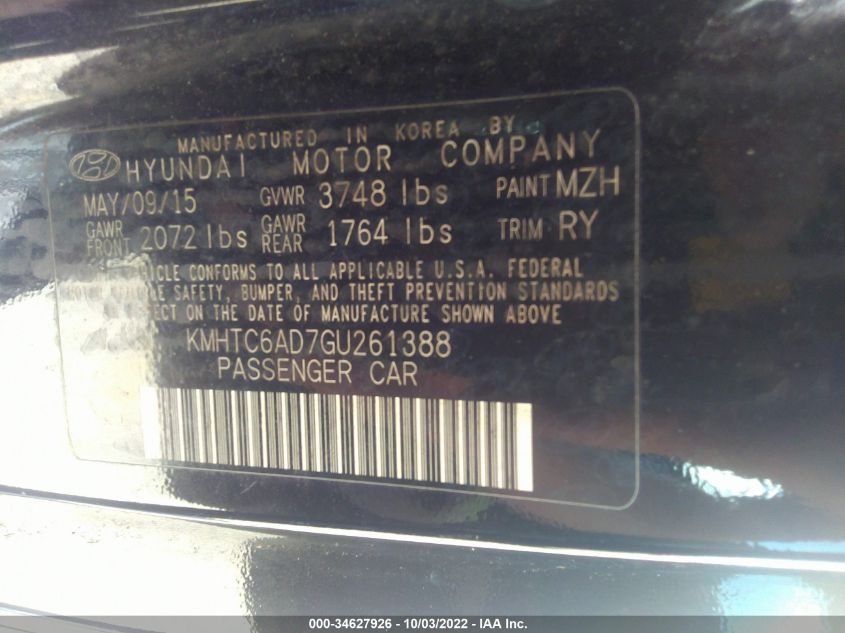 MANUFACTURED IN KOREA BY
HYUNDAI MOTOR COMPANY
MAY/09/15 GVWR 3748 lbs PAINT MZH
GAWR FRONT 2072 lbs GAWR REAR 1764 lbs TRIM RY
CONFORMS TO ALL APPLICABLE U.S.A. FEDERAL
SAFETY, BUMPER, AND THEFT PREVENTION STANDARDS
ON THE DATE OF MANUFACTURE SHOWN ABOVE
KMHTC6AD7GU261388
PASSENGER CAR
000-34627926 - 10/03/2022 - IAA Inc.